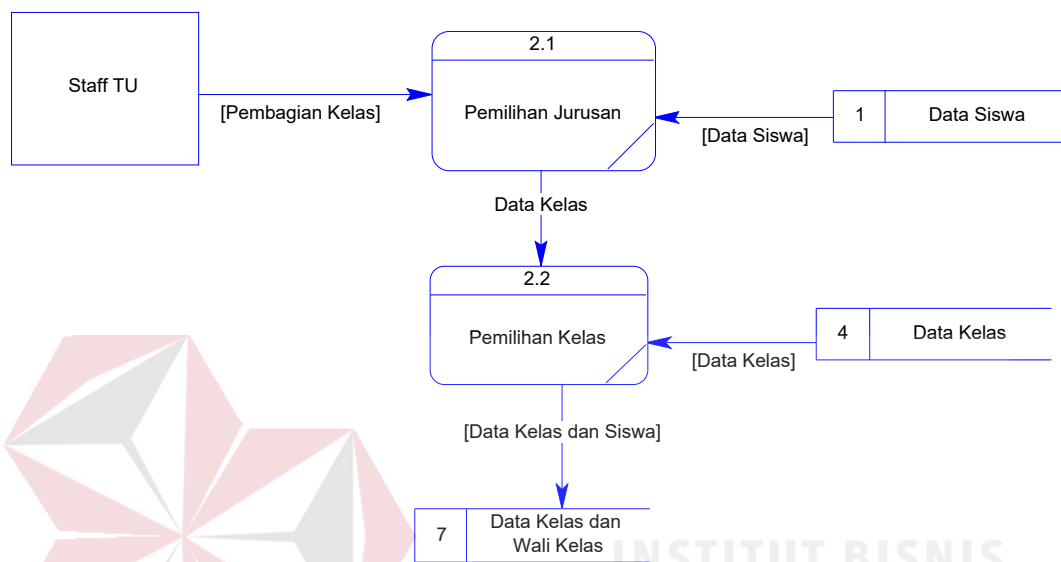 2.1
Staff TU
[Pembagian Kelas]
Pemilihan Jurusan
1
Data Siswa
[Data Siswa]
Data Kelas
2.2
Pemilihan Kelas
4
Data Kelas
[Data Kelas]
[Data Kelas dan Siswa]
7
Data Kelas dan
Wali Kelas
INSTITUT BISNIS